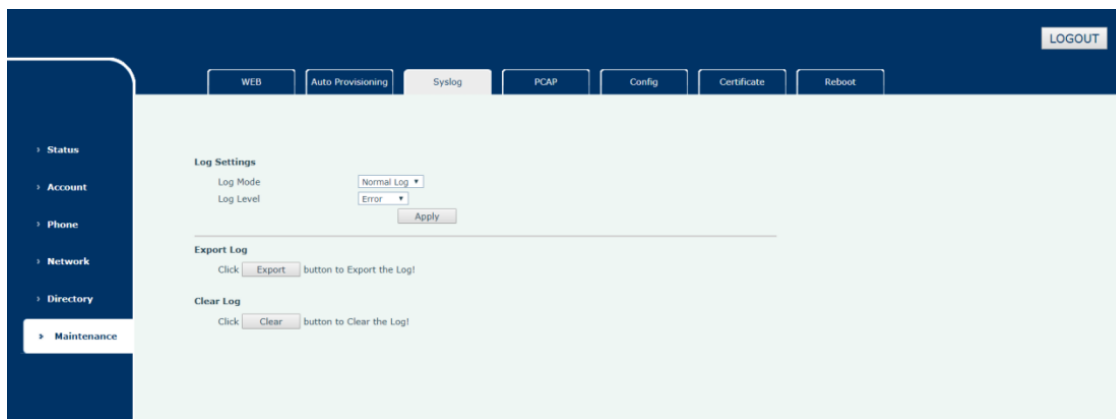 LOGOUT
WEB Auto Provisioning Syslog PCAP Config Certificate Reboot
Status
Account
Phone
Network
Directory
Maintenance
Log Settings
Log Mode Normal Log
Log Level Error
Apply
Export Log
Click Export button to Export the Log!
Clear Log
Click Clear button to Clear the Log!